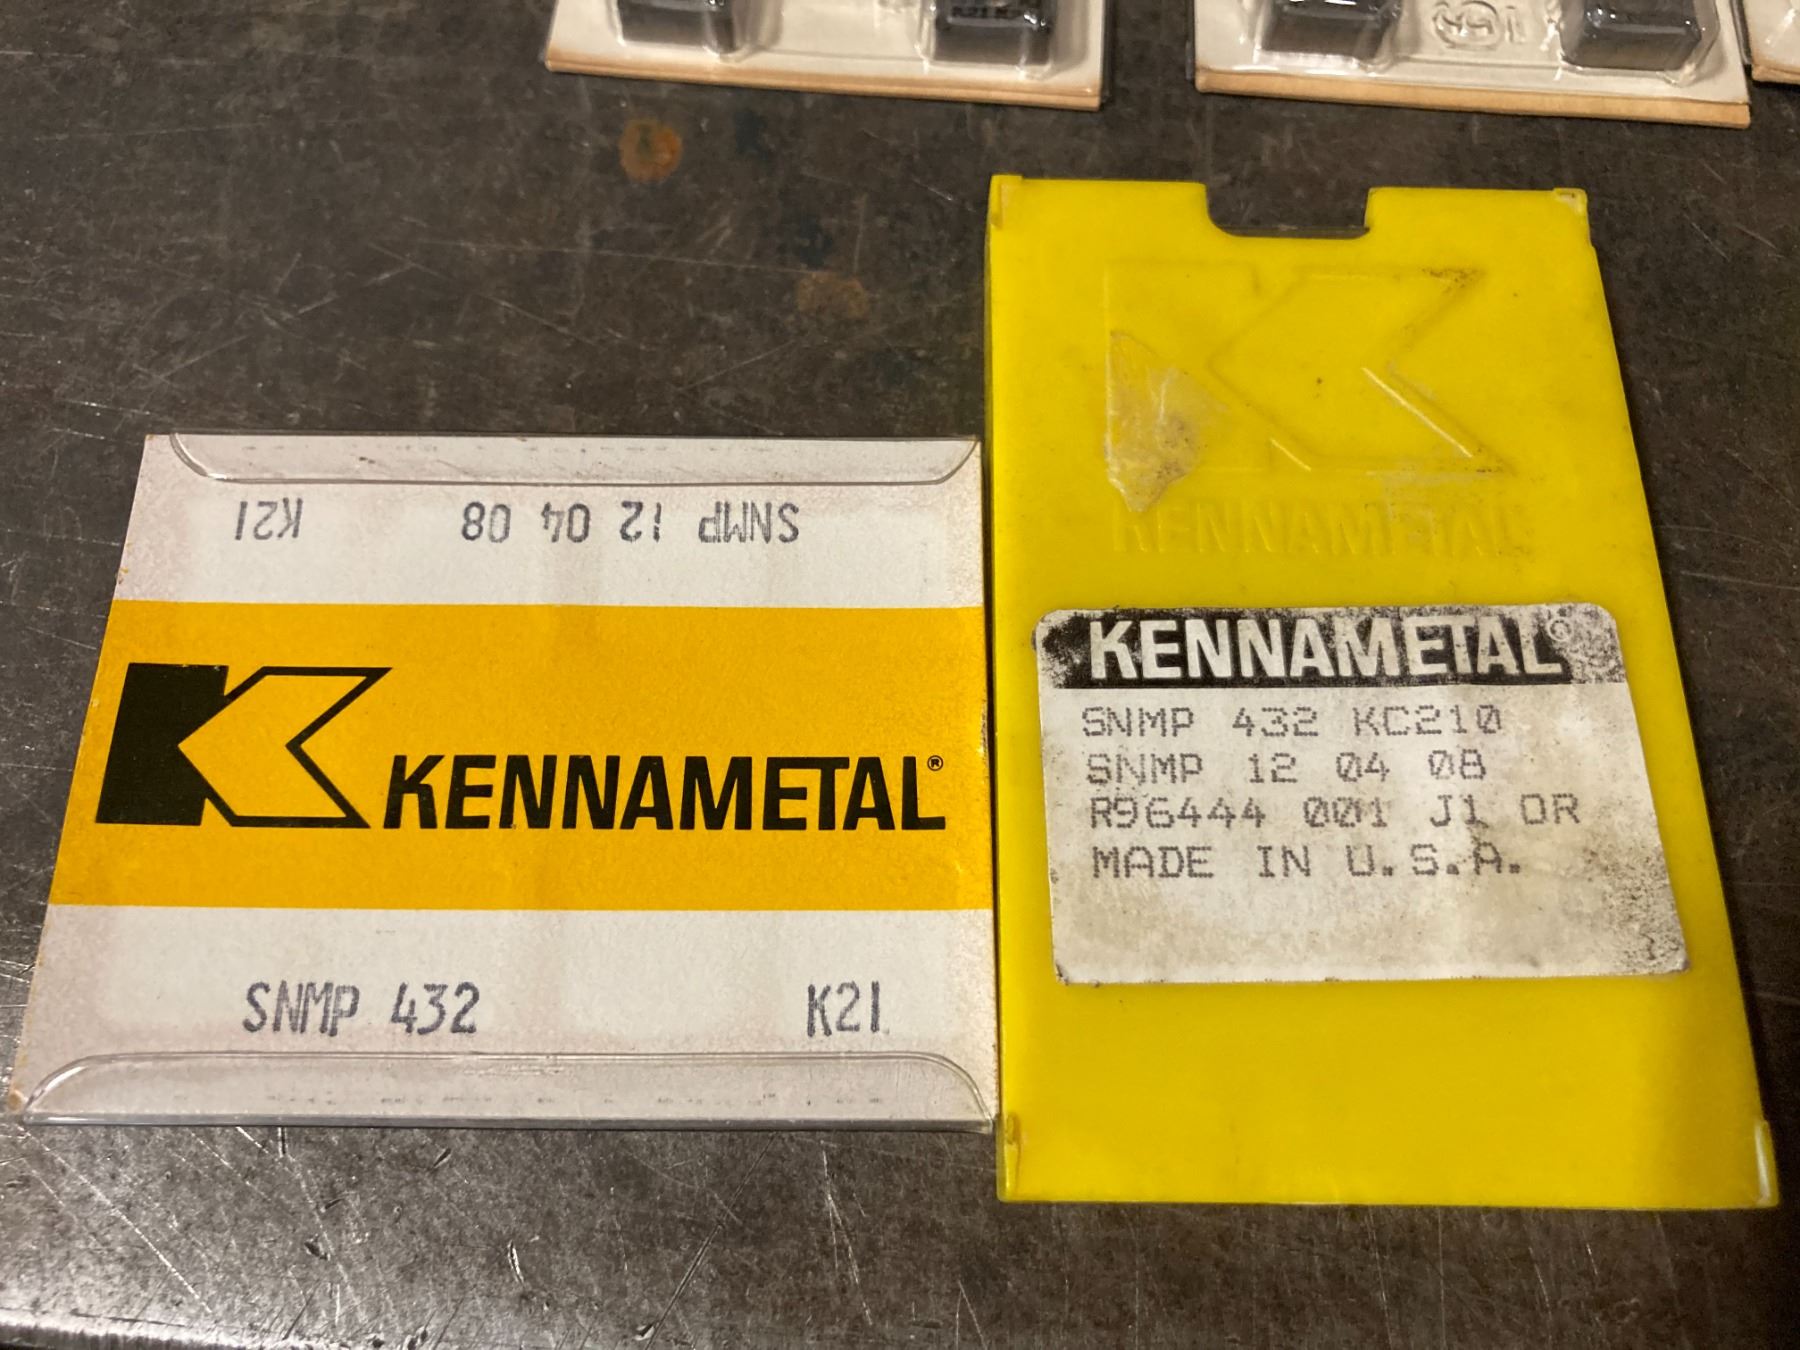 K21 SNMP 12 04 08
KENNAMETAL®
SNMP 432 K21
KENNAMETAL
KENNAMETAL®
SNMP 432 KC210
SNMP 12 04 08
R96444 001 J1 OR
MADE IN U.S.A.